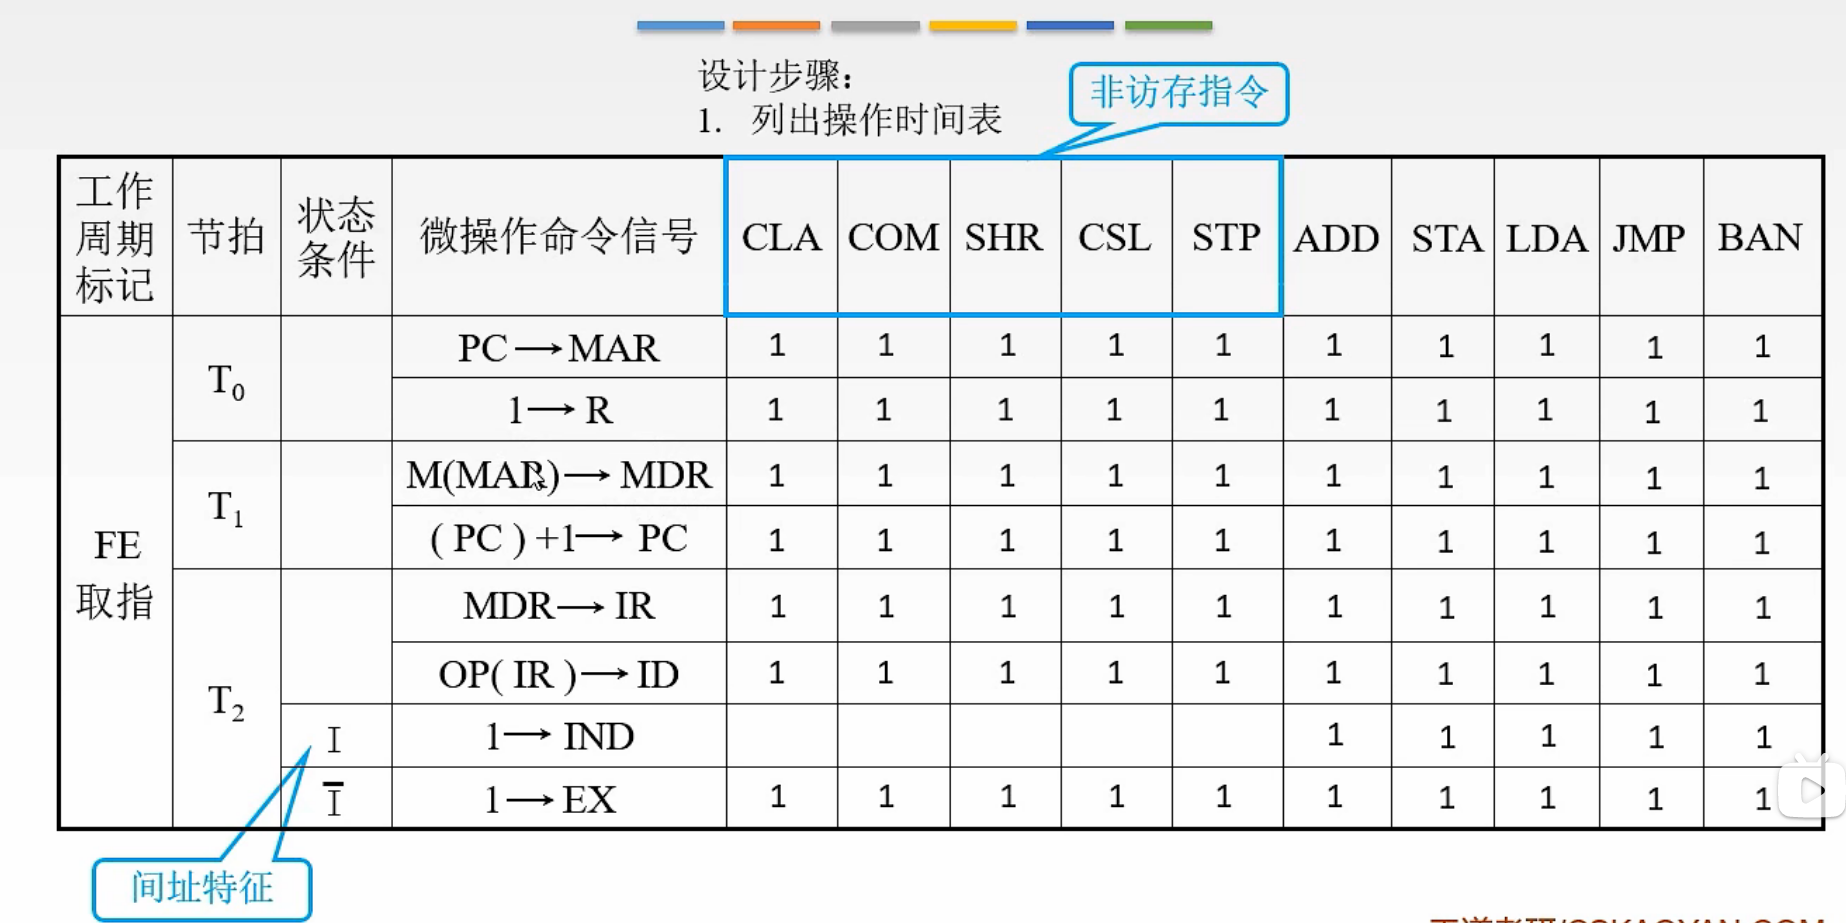 设计步骤:
1. 列出操作时间表
非访存指令
工作周期标记 节拍 状态条件 微操作命令信号 CLA COM SHR CSL STP ADD STA LDA JMP BAN
FE 取指
T0 PC→MAR 1 1 1 1 1 1 1 1 1 1
1→R 1 1 1 1 1 1 1 1 1 1
T1 M(MAR)→MDR 1 1 1 1 1 1 1 1 1 1
(PC)+1→PC 1 1 1 1 1 1 1 1 1 1
T2 MDR→IR 1 1 1 1 1 1 1 1 1 1
OP(IR)→ID 1 1 1 1 1 1 1 1 1 1
I 1→IND 1 1 1 1 1
Ī 1→EX 1 1 1 1 1 1 1 1 1 1
间址特征